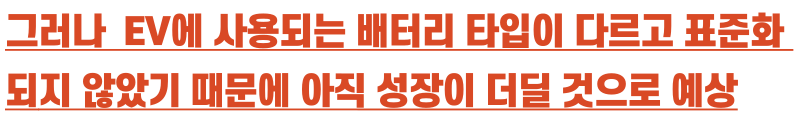 그러나 EV에 사용되는 배터리 타입이 다르고 표준화
되지 않았기 때문에 아직 성장이 더딜 것으로 예상